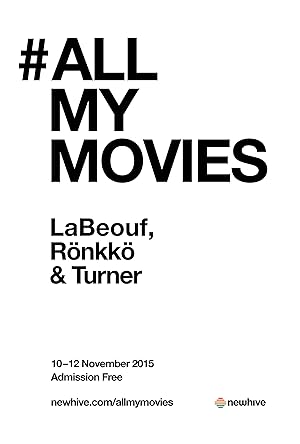 #ALL
MY
MOVIES
LaBeouf,
Rönkkö
& Turner
10–12 November 2015
Admission Free
newhive.com/allmymovies
newhive